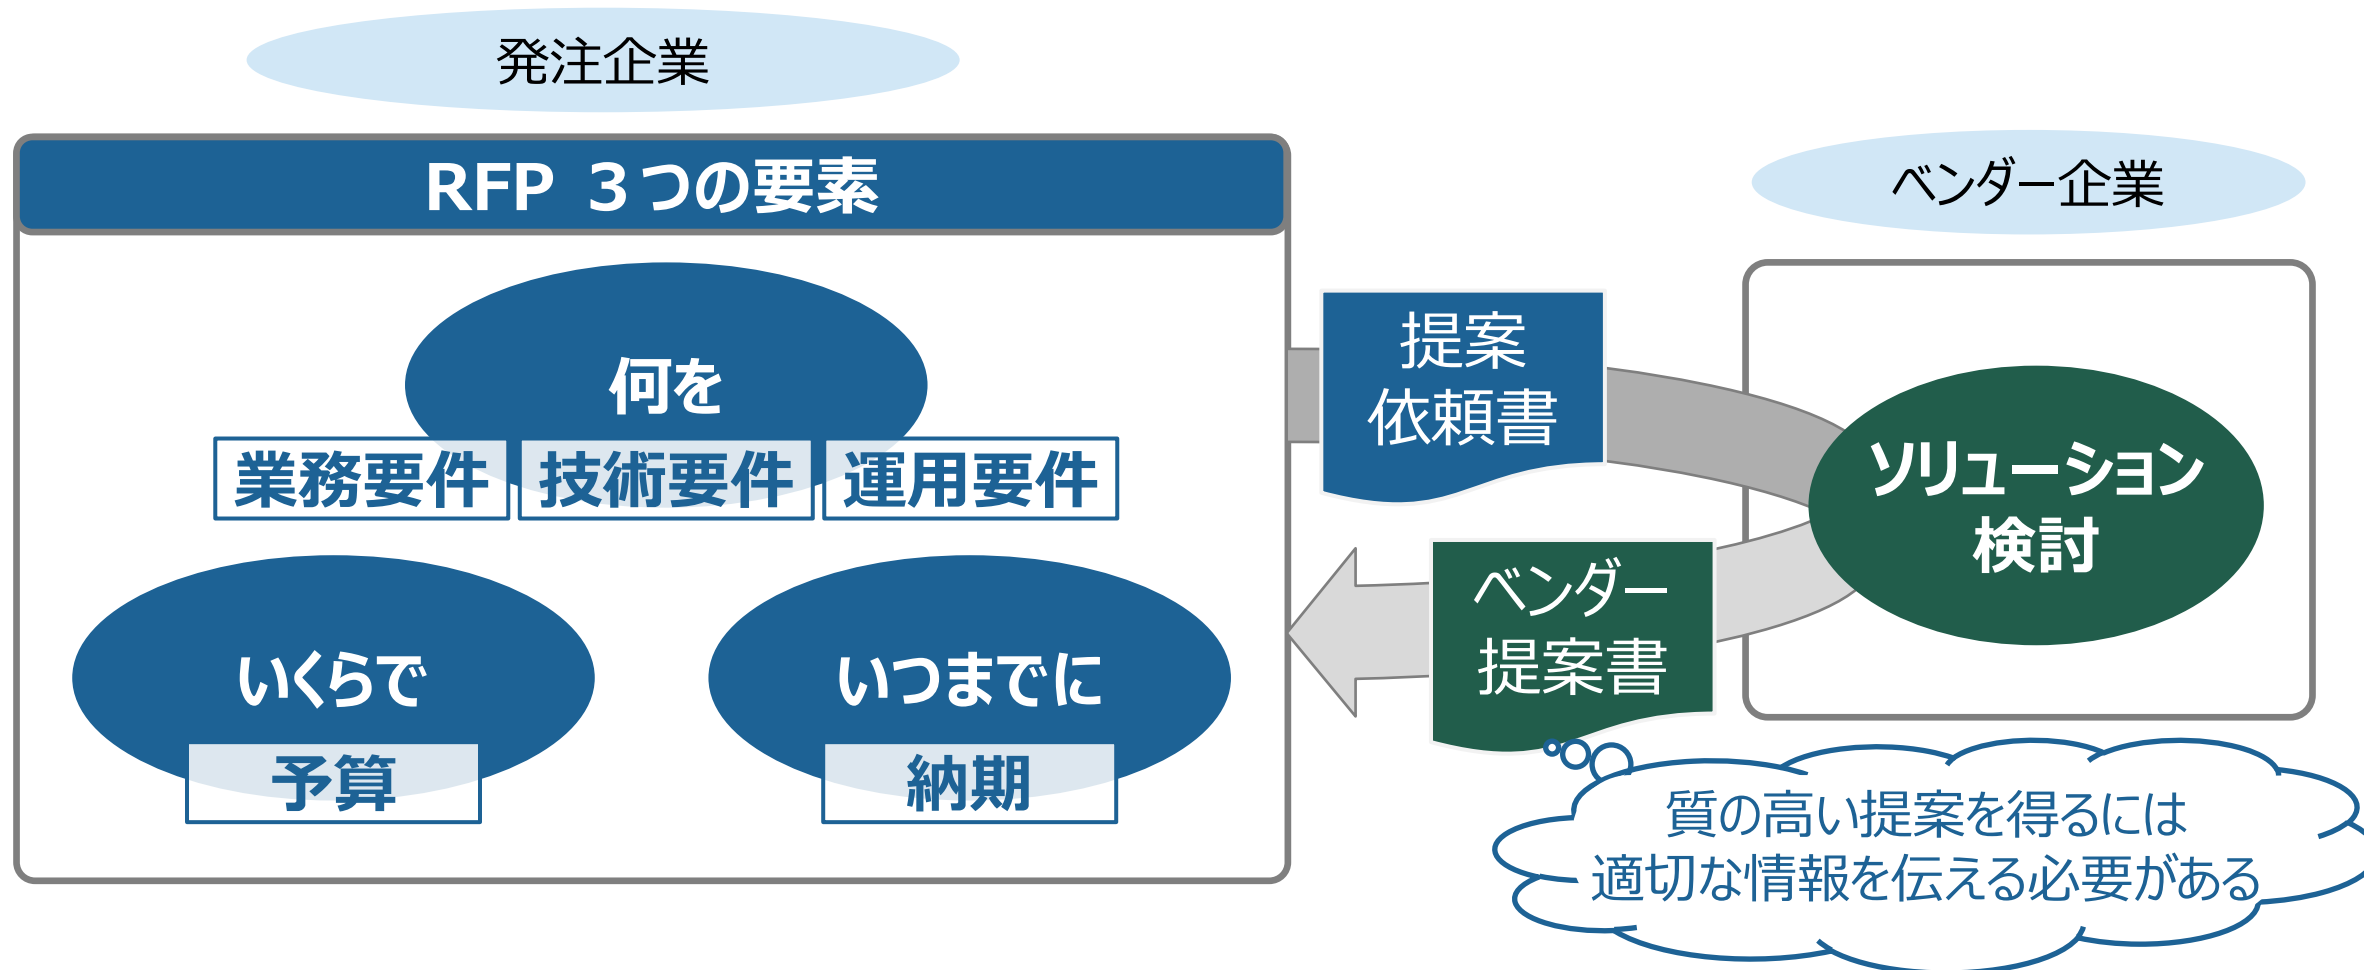 発注企業
RFP ３つの要素
何を
業務要件
技術要件
運用要件
いくらで
予算
いつまでに
納期
提案
依頼書
ベンダー
提案書
ベンダー企業
ソリューション
検討
質の高い提案を得るには
適切な情報を伝える必要がある